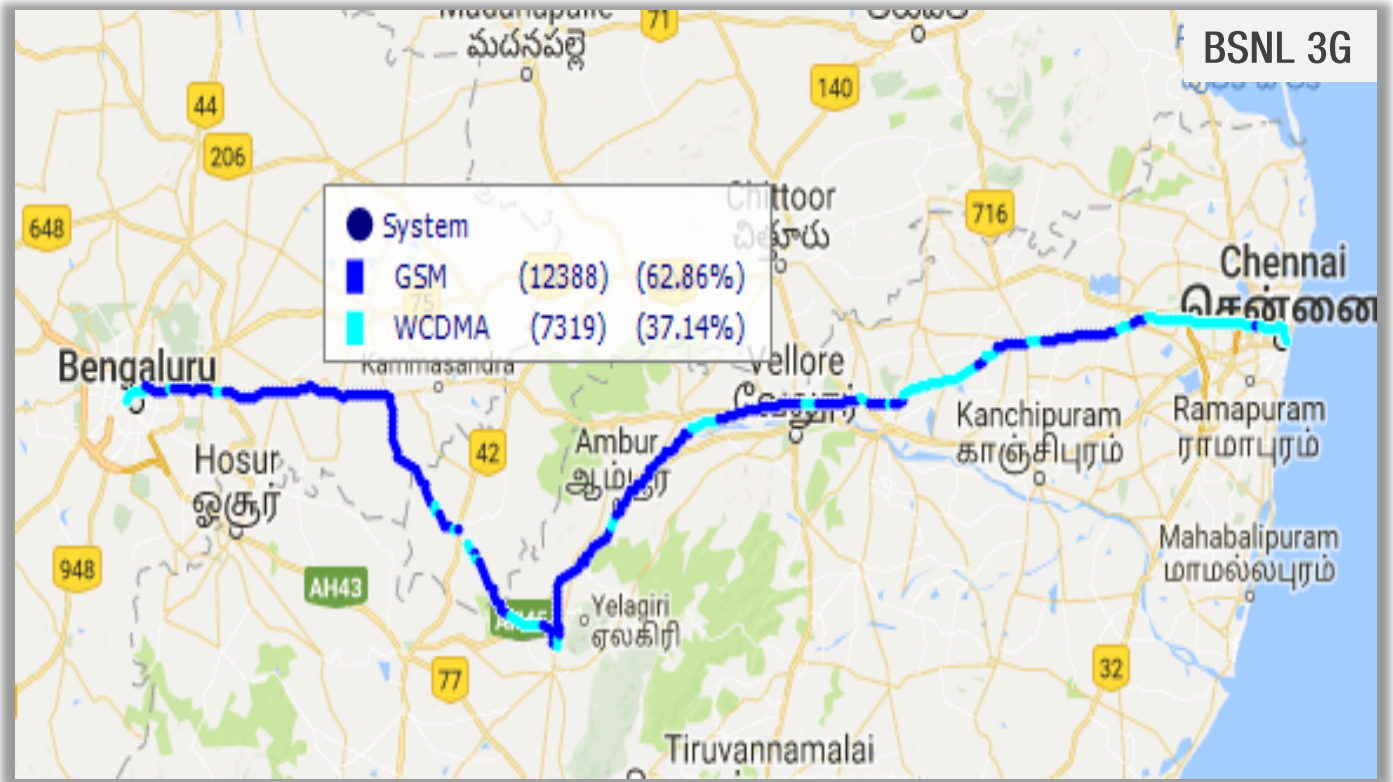 మదనపల్లె
71
BSNL 3G
44
140
206
Chittoor
648
716
System
GSM (12388) (62.86%)
75
WCDMA (7319) (37.14%)
Chennai
சென்னை
Bengaluru
Kammasandra
Vellore
வேலூர்
Kanchipuram
காஞ்சிபுரம்
Ramapuram
ராமாபுரம்
Ambur
ஆம்பூர்
42
Hosur
ஓசூர்
Mahabalipuram
மாமல்லபுரம்
948
AH43
Yelagiri
ஏலகிரி
77
32
Tiruvannamalai